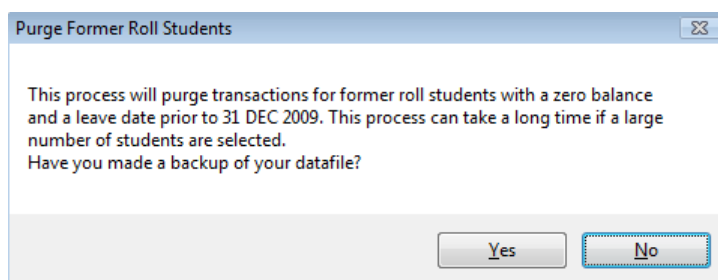 Purge Former Roll Students
This process will purge transactions for former roll students with a zero balance
and a leave date prior to 31 DEC 2009. This process can take a long time if a large
number of students are selected.
Have you made a backup of your datafile?
Yes
No